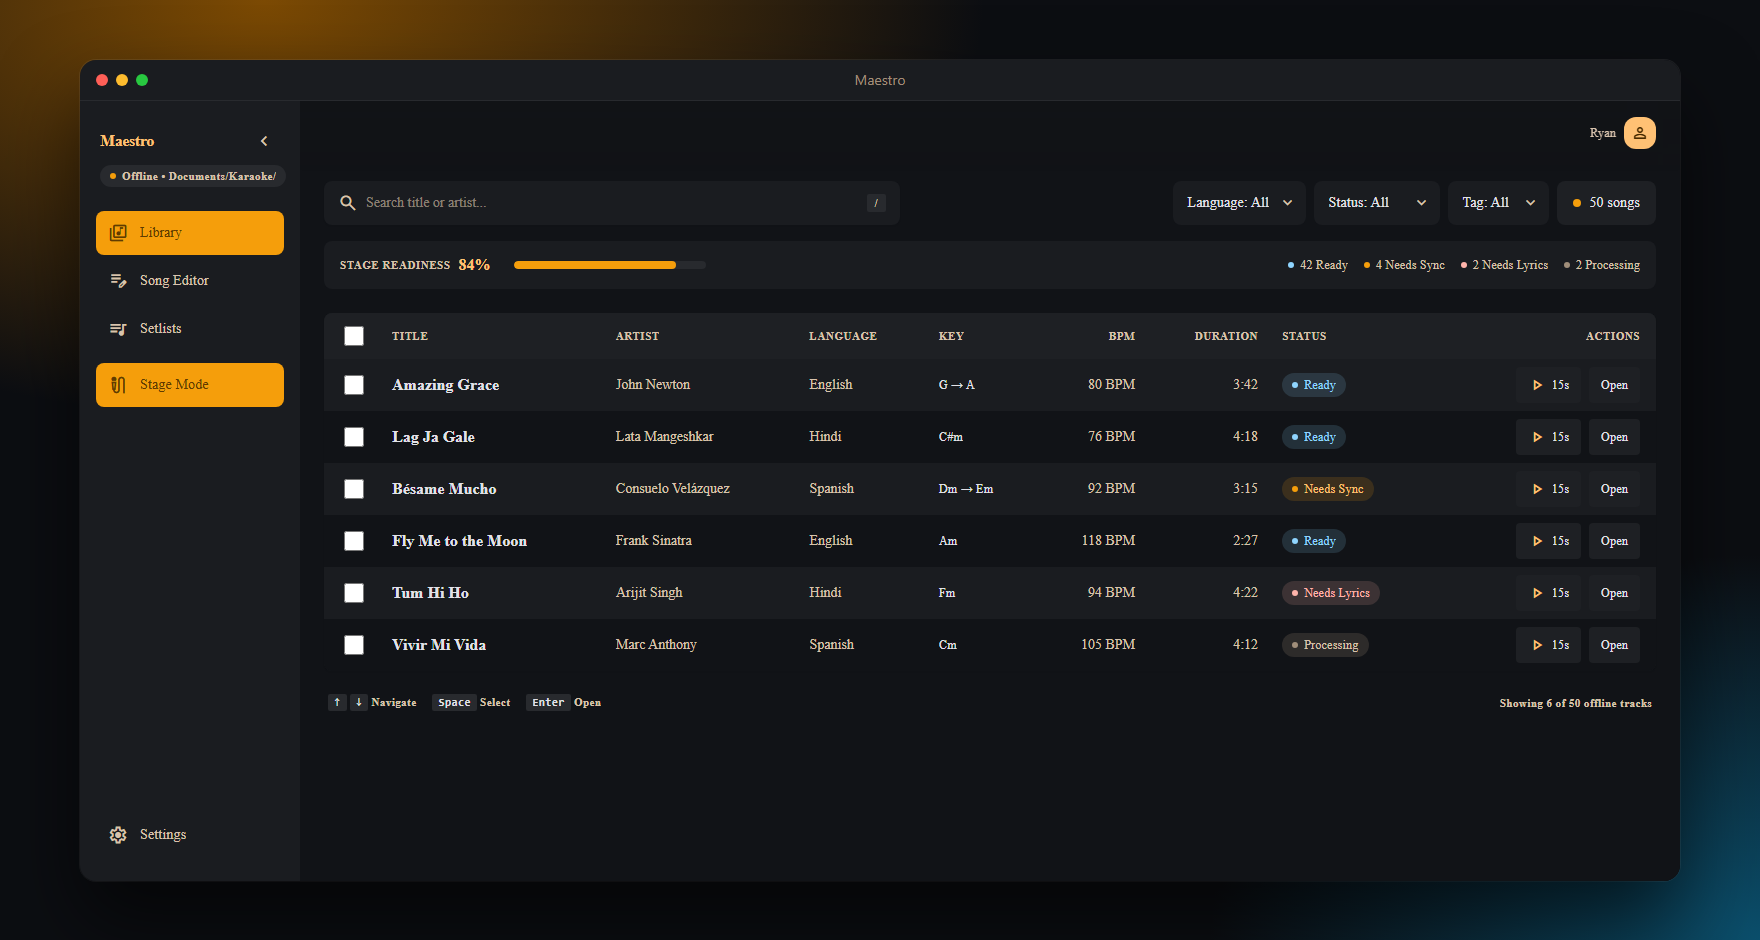 Maestro
Maestro
Ryan
Offline • Documents/Karaoke/
Search title or artist... /
Language: All
Status: All
Tag: All
50 songs
Library
Song Editor
Setlists
Stage Mode
Settings
STAGE READINESS 84%
42 Ready
4 Needs Sync
2 Needs Lyrics
2 Processing
TITLE ARTIST LANGUAGE KEY BPM DURATION STATUS ACTIONS
Amazing Grace John Newton English G → A 80 BPM 3:42 Ready 15s Open
Lag Ja Gale Lata Mangeshkar Hindi C#m 76 BPM 4:18 Ready 15s Open
Bésame Mucho Consuelo Velázquez Spanish Dm → Em 92 BPM 3:15 Needs Sync 15s Open
Fly Me to the Moon Frank Sinatra English Am 118 BPM 2:27 Ready 15s Open
Tum Hi Ho Arijit Singh Hindi Fm 94 BPM 4:22 Needs Lyrics 15s Open
Vivir Mi Vida Marc Anthony Spanish Cm 105 BPM 4:12 Processing 15s Open
↑ ↓ Navigate Space Select Enter Open
Showing 6 of 50 offline tracks